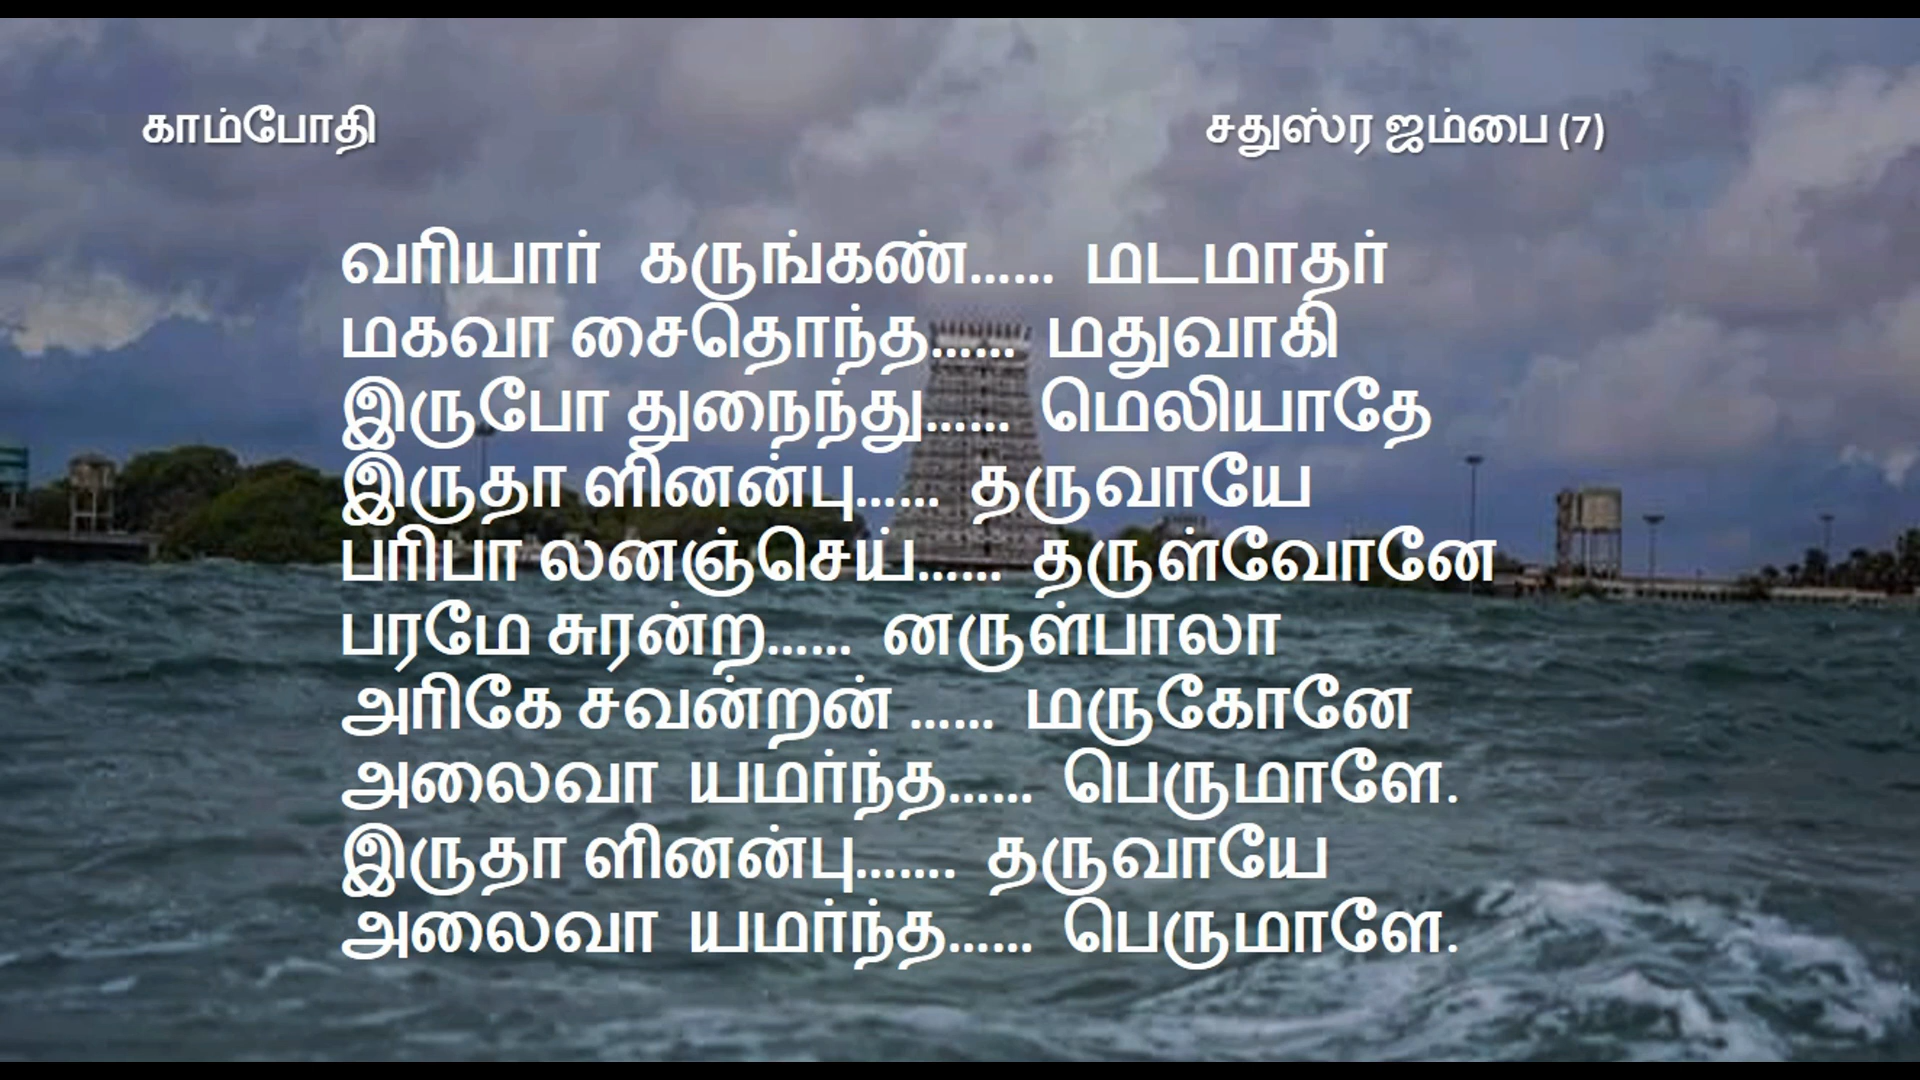 காம்போதி சதுஸ்ர ஜம்பை (7)
வரியார் கருங்கண்...... மடமாதர்
மகவா சைதொந்த...... மதுவாகி
இருபோ துநைந்து...... மெலியாதே
இருதா ளினன்பு...... தருவாயே
பரிபா லனஞ்செய்...... தருள்வோனே
பரமே சுரன்ற...... னருள்பாலா
அரிகே சவன்றன் ...... மருகோனே
அலைவா யமர்ந்த...... பெருமாளே.
இருதா ளினன்பு....... தருவாயே
அலைவா யமர்ந்த...... பெருமாளே.